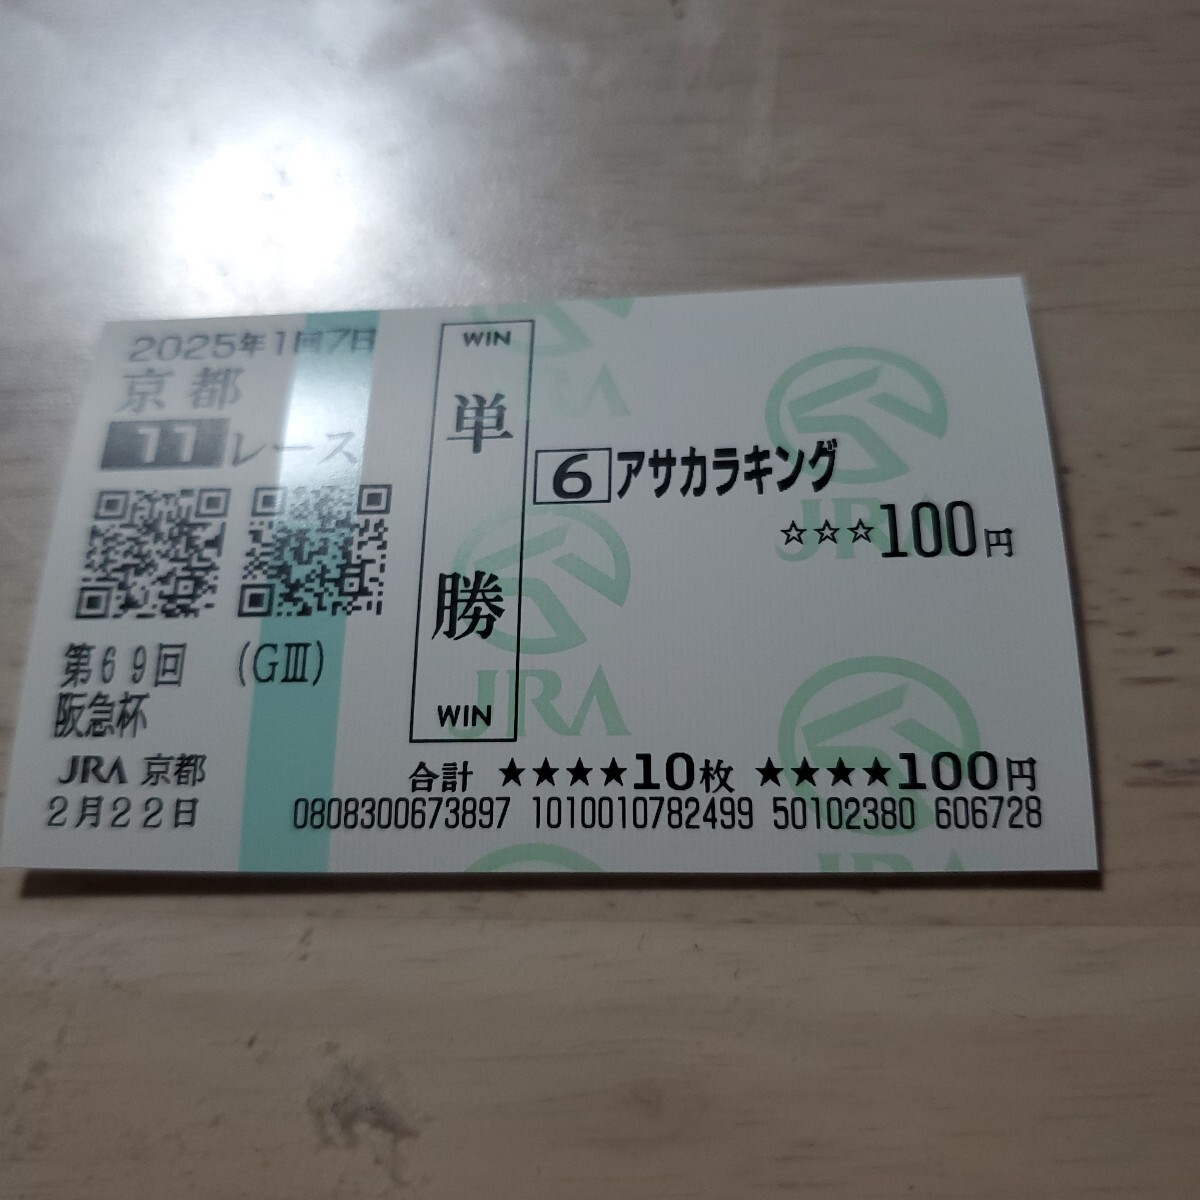 2025年1回7日
京都
11レース
第69回 (GⅢ)
阪急杯
JRA 京都
2月22日
WIN
単勝
WIN
6アサカラキング
☆☆☆100円
合計 ★★★★10枚 ★★★★100円
0808300673897 1010010782499 50102380 606728
JRA
JRA
JRA
JRA